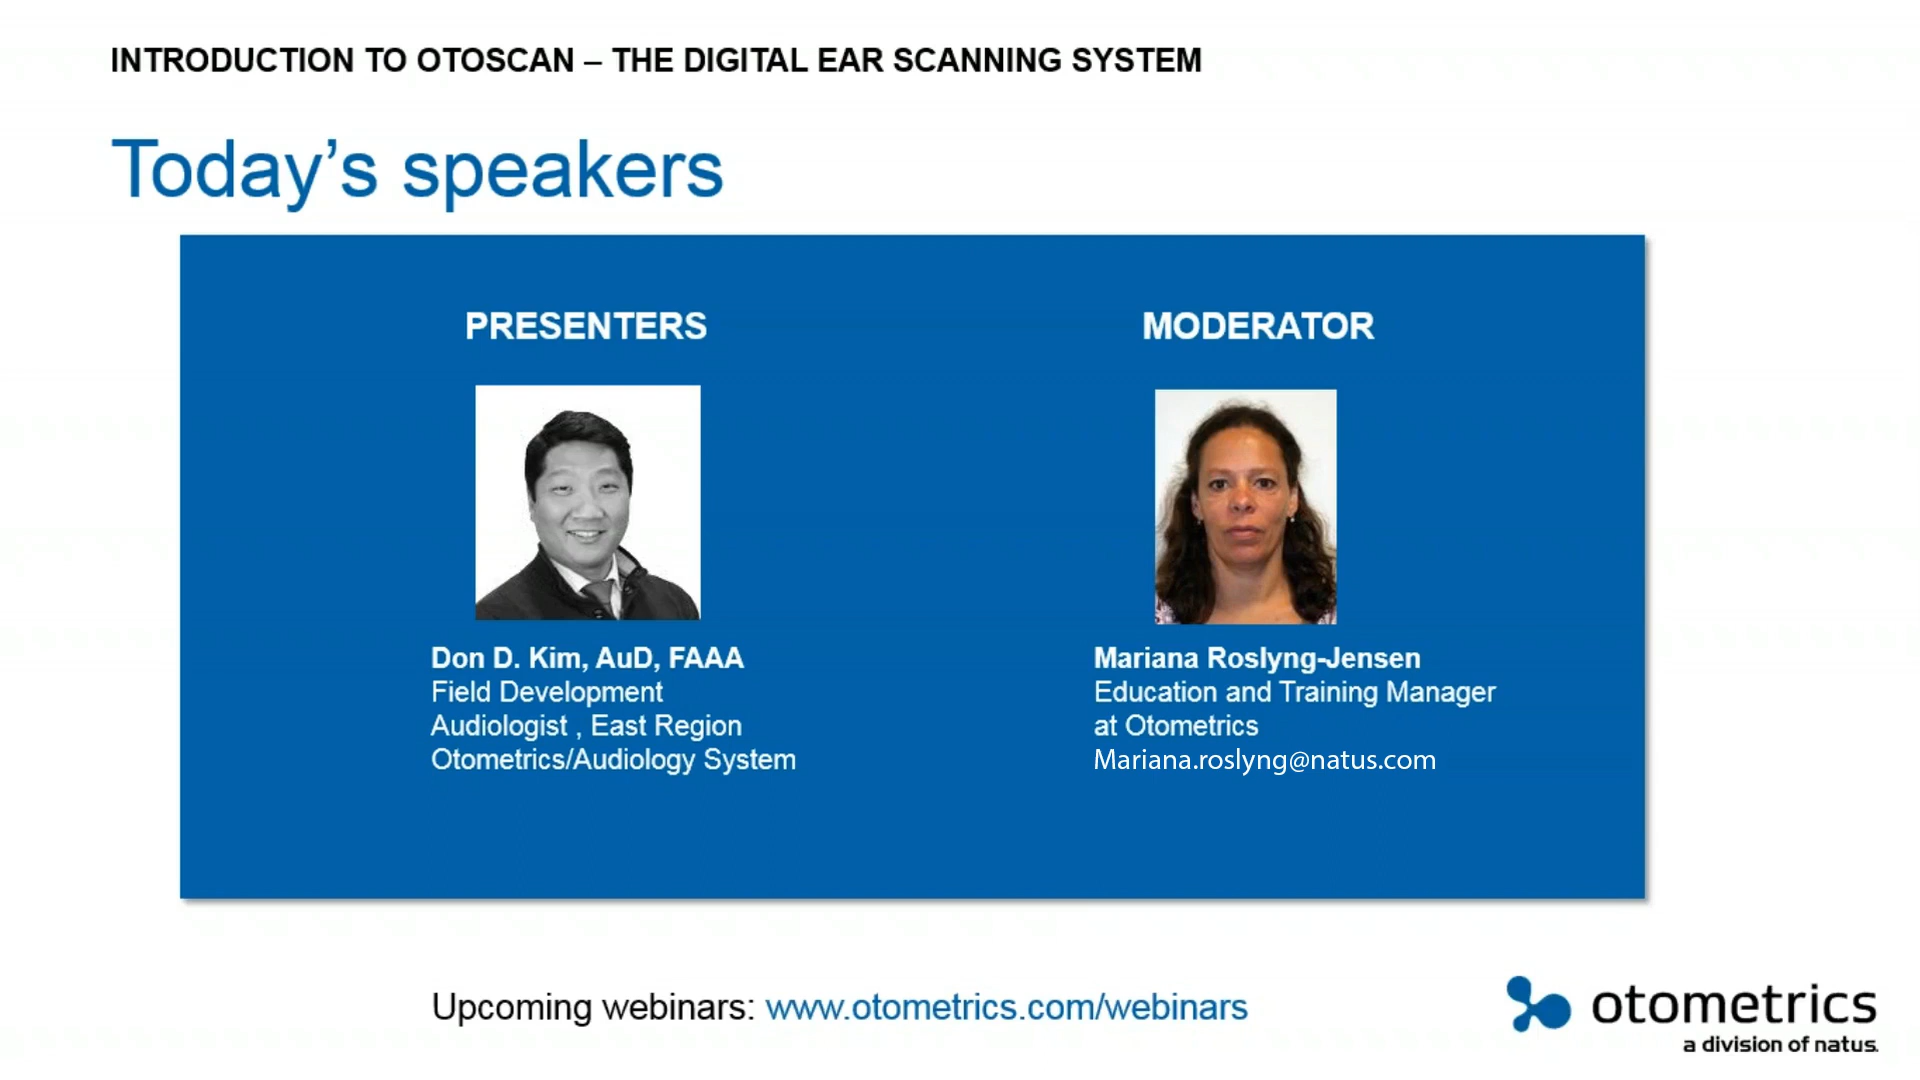 INTRODUCTION TO OTOSCAN – THE DIGITAL EAR SCANNING SYSTEM
Today’s speakers
PRESENTERS
Don D. Kim, AuD, FAAA
Field Development
Audiologist , East Region
Otometrics/Audiology System
MODERATOR
Mariana Roslyng-Jensen
Education and Training Manager
at Otometrics
Mariana.roslyng@natus.com
Upcoming webinars: www.otometrics.com/webinars
otometrics
a division of natus.